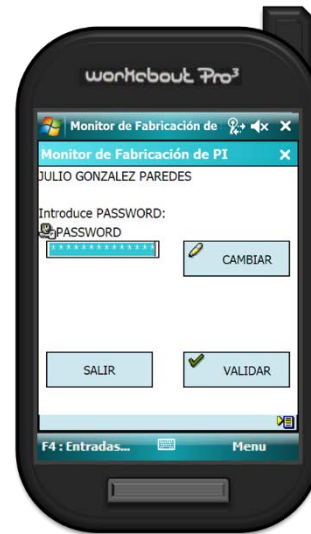 workabout Pro³
Monitor de Fabricación de
Monitor de Fabricación de PI
JULIO GONZALEZ PAREDES
Introduce PASSWORD:
PASSWORD
**************
CAMBIAR
SALIR
VALIDAR
F4 : Entradas...
Menu